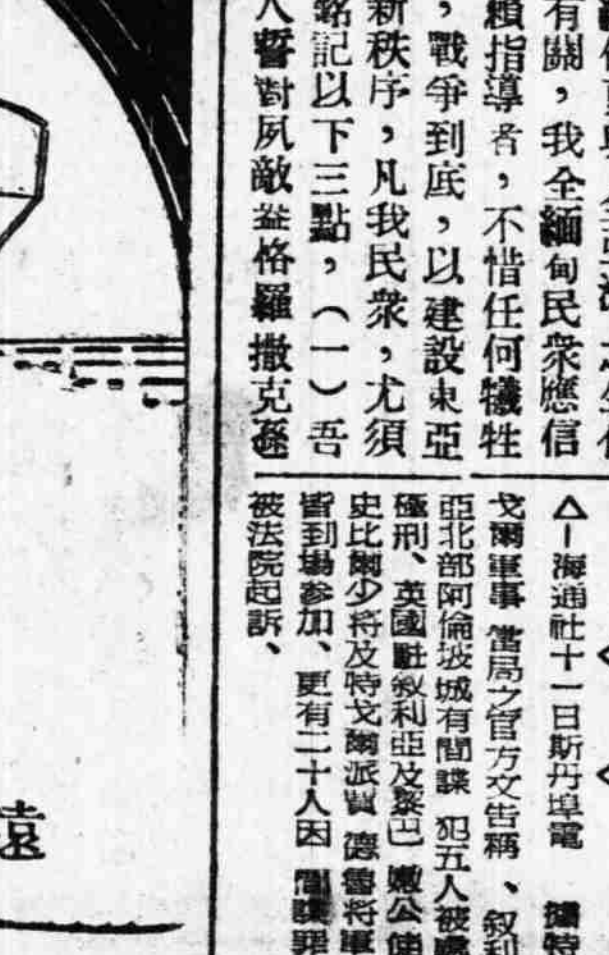 有關，我全緬甸民衆應信
賴指導者，不惜任何犧牲
，戰爭到底，以建設東亞
新秩序，凡我民衆，尤須
銘記以下三點，（一）吾
人誓對夙敵盎格羅撒克遜
△—海通社十一日斯丹埠電 據特
戈爾軍事當局之官方文告稱、叙利
亞北部阿倫坡城有間諜犯五人被處
極刑、英國駐叙利亞及黎巴嫩公使
史比爾少將及特戈爾派員德魯將軍
皆到場參加、更有二十人因間諜罪
被法院起訴、
遠